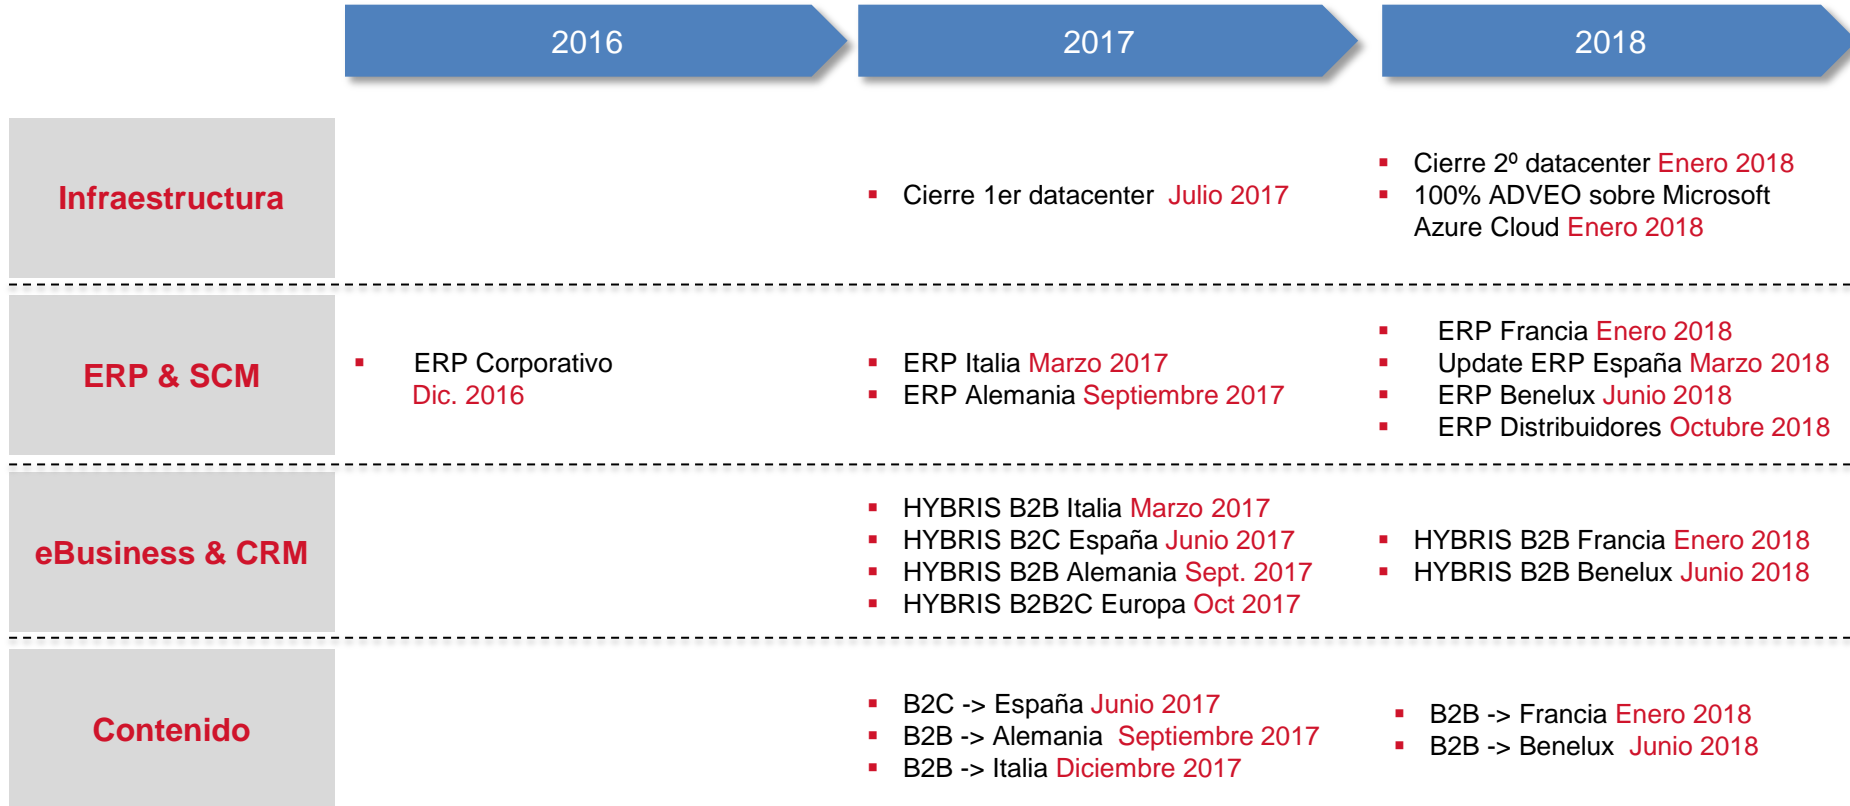 2016
2017
2018
Infraestructura
▪ Cierre 1er datacenter Julio 2017
▪ Cierre 2º datacenter Enero 2018
▪ 100% ADVEO sobre Microsoft
Azure Cloud Enero 2018
ERP & SCM
▪ ERP Corporativo
Dic. 2016
▪ ERP Italia Marzo 2017
▪ ERP Alemania Septiembre 2017
▪ ERP Francia Enero 2018
▪ Update ERP España Marzo 2018
▪ ERP Benelux Junio 2018
▪ ERP Distribuidores Octubre 2018
eBusiness & CRM
▪ HYBRIS B2B Italia Marzo 2017
▪ HYBRIS B2C España Junio 2017
▪ HYBRIS B2B Alemania Sept. 2017
▪ HYBRIS B2B2C Europa Oct 2017
▪ HYBRIS B2B Francia Enero 2018
▪ HYBRIS B2B Benelux Junio 2018
Contenido
▪ B2C -> España Junio 2017
▪ B2B -> Alemania Septiembre 2017
▪ B2B -> Italia Diciembre 2017
▪ B2B -> Francia Enero 2018
▪ B2B -> Benelux Junio 2018